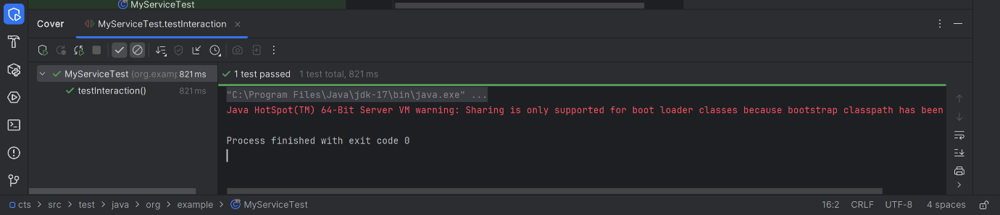 MyServiceTest
Cover MyServiceTest.testInteraction
MyServiceTest (org.examp 821 ms
testInteraction() 821 ms
1 test passed 1 test total, 821 ms
"C:\Program Files\Java\jdk-17\bin\java.exe" ...
Java HotSpot(TM) 64-Bit Server VM warning: Sharing is only supported for boot loader classes because bootstrap classpath has been
Process finished with exit code 0
cts > src > test > java > org > example > MyServiceTest 16:2 CRLF UTF-8 4 spaces